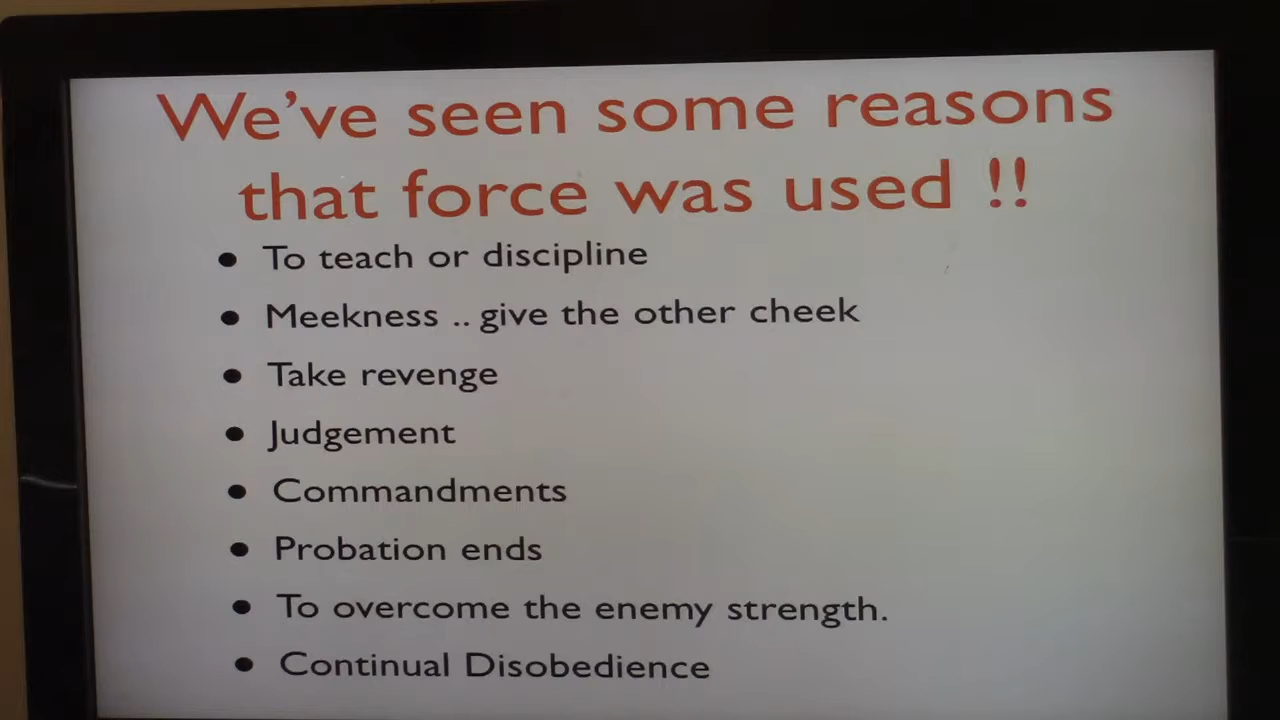 We've seen some reasons
that force was used !!
• To teach or discipline
• Meekness .. give the other cheek
• Take revenge
• Judgement
• Commandments
• Probation ends
• To overcome the enemy strength.
• Continual Disobedience